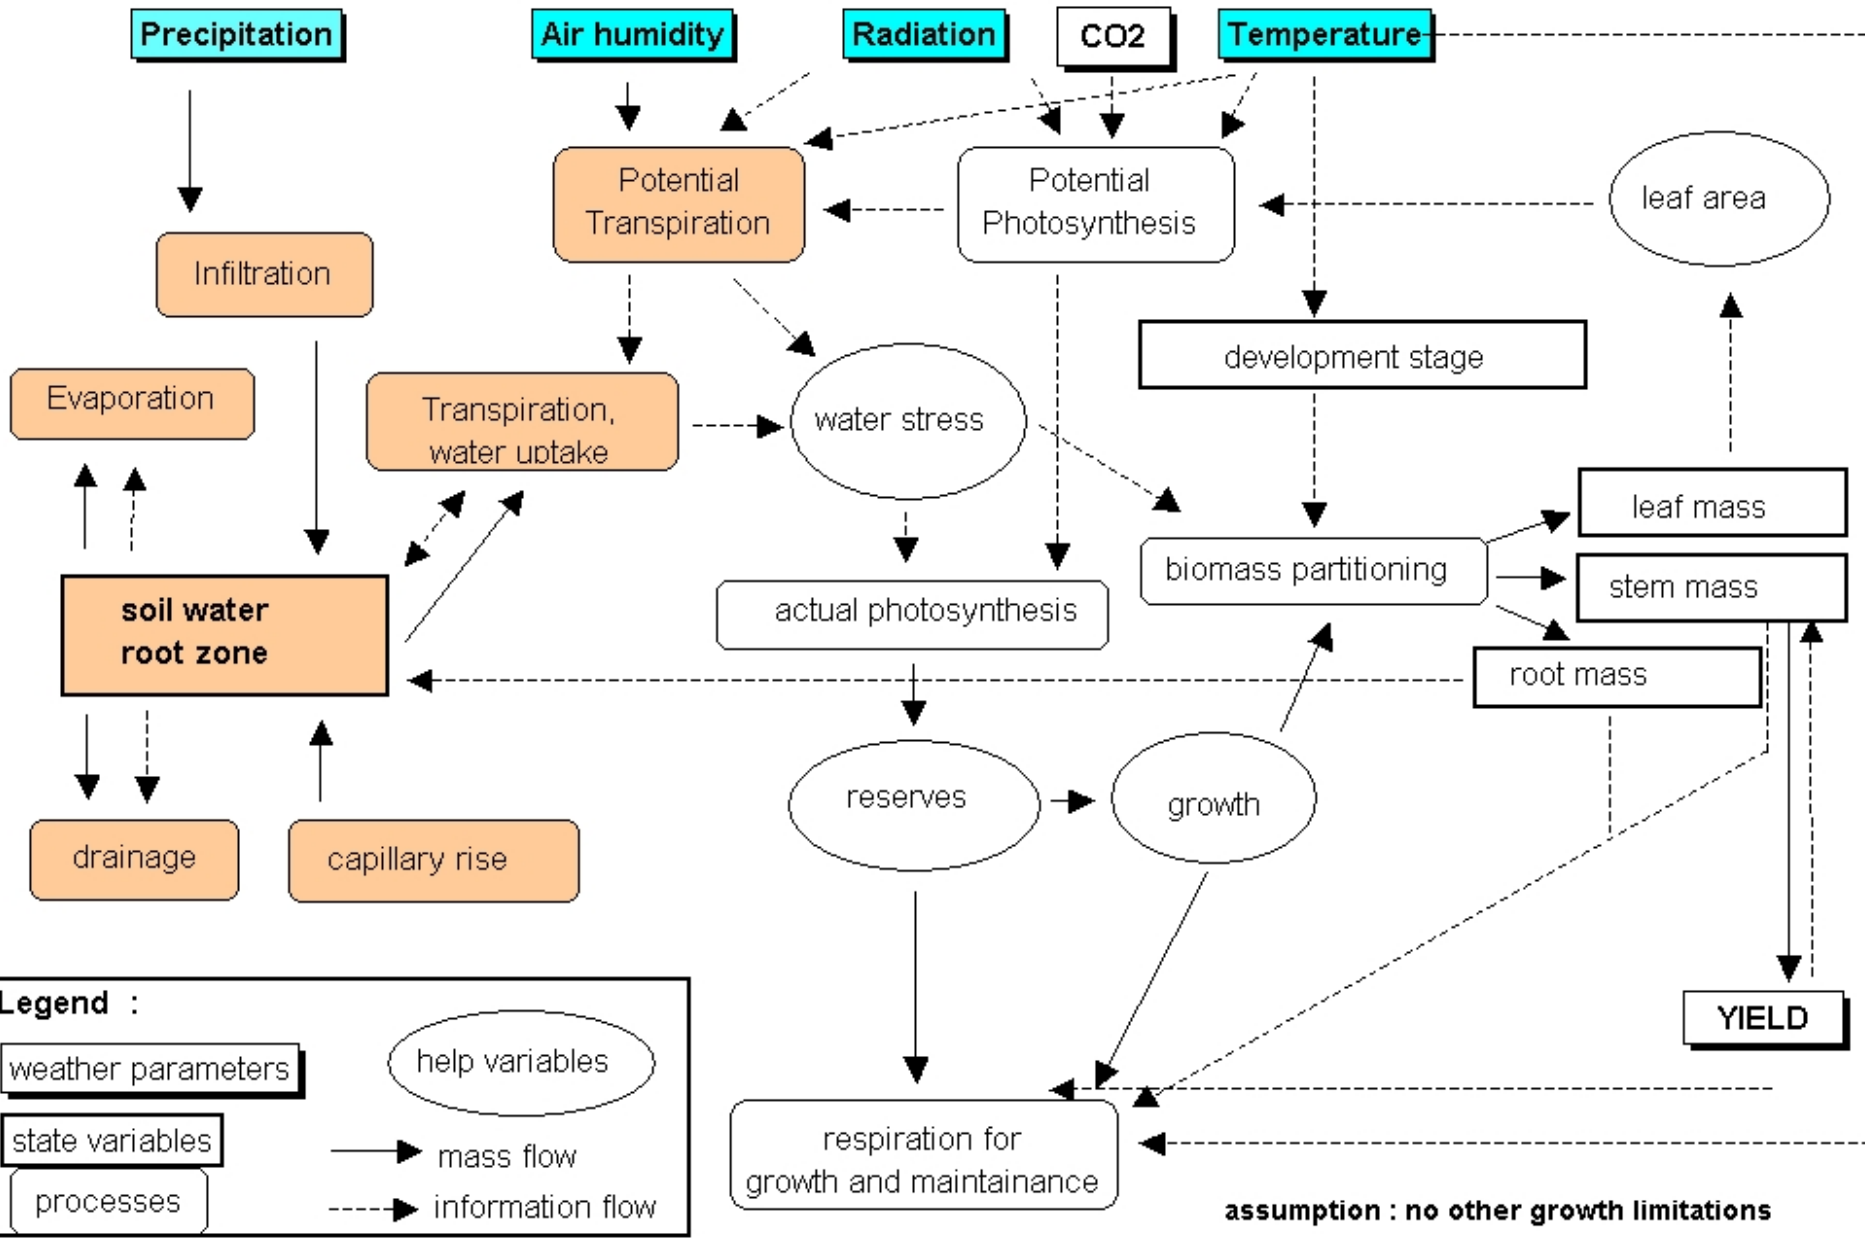 Precipitation
Air humidity
Radiation
CO2
Temperature
Potential
Transpiration
Potential
Photosynthesis
leaf area
Infiltration
development stage
Evaporation
Transpiration,
water uptake
water stress
leaf mass
biomass partitioning
stem mass
soil water
root zone
actual photosynthesis
root mass
reserves
growth
drainage
capillary rise
YIELD
Legend :
weather parameters
help variables
state variables
mass flow
processes
information flow
respiration for
growth and maintainance
assumption : no other growth limitations